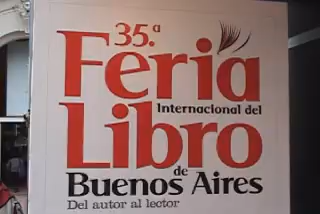 35.ª
Feria
Internacional del
Libro
de
Buenos Aires
Del autor al lector